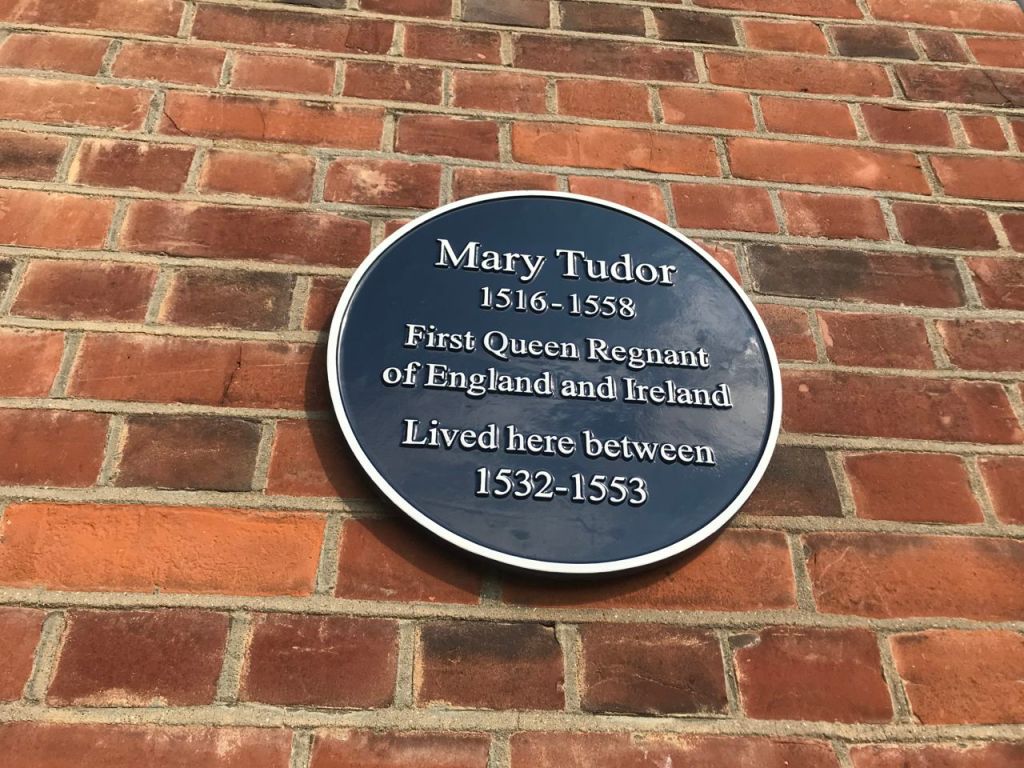 Mary Tudor
1516-1558
First Queen Regnant
of England and Ireland
Lived here between
1532-1553